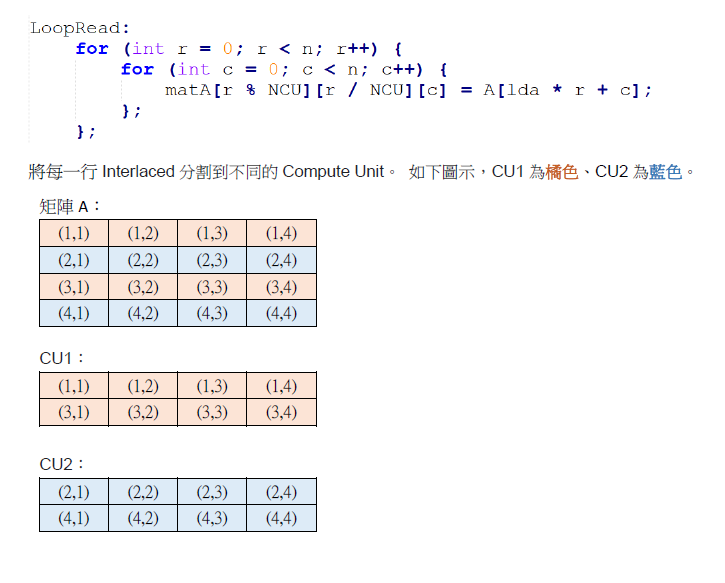 LoopRead:
for (int r = 0; r < n; r++) {
for (int c = 0; c < n; c++) {
matA[r % NCU][r / NCU][c] = A[lda * r + c];
};
};
將每一行 Interlaced 分割到不同的 Compute Unit。 如下圖示，CU1 為橘色、CU2 為藍色。
矩陣 A：
(1,1) (1,2) (1,3) (1,4)
(2,1) (2,2) (2,3) (2,4)
(3,1) (3,2) (3,3) (3,4)
(4,1) (4,2) (4,3) (4,4)
CU1：
(1,1) (1,2) (1,3) (1,4)
(3,1) (3,2) (3,3) (3,4)
CU2：
(2,1) (2,2) (2,3) (2,4)
(4,1) (4,2) (4,3) (4,4)